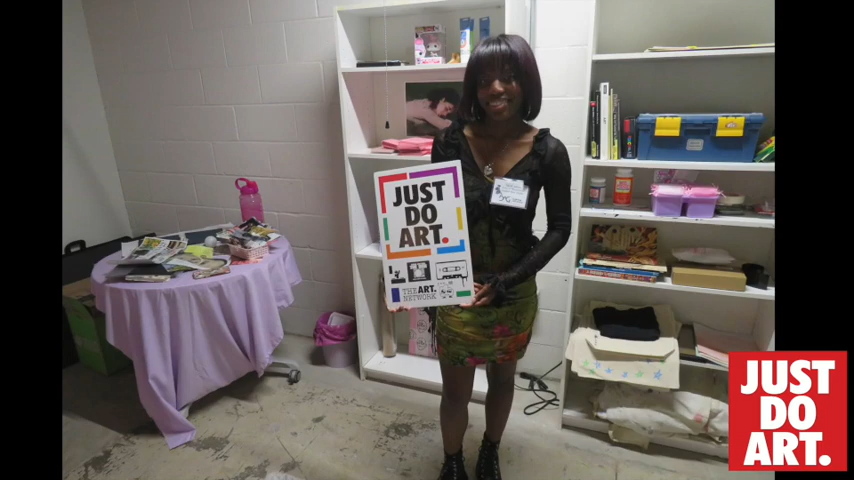 JUST
DO
ART.
THE ART.
NETWORK
JUST
DO
ART.